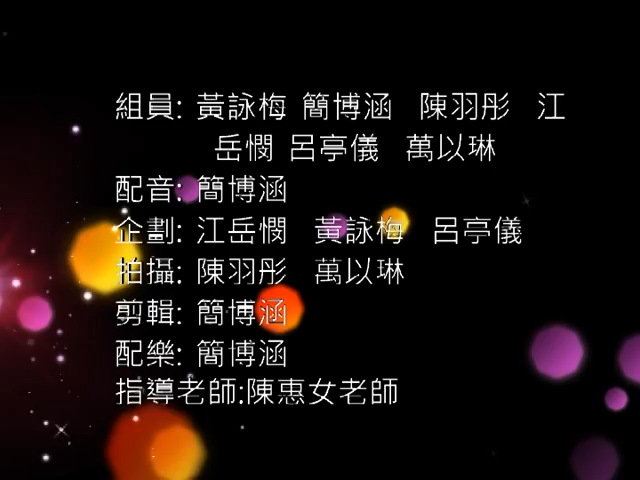 組員: 黃詠梅 簡博涵 陳羽彤 江
岳憫 呂亭儀 萬以琳
配音: 簡博涵
企劃: 江岳憫 黃詠梅 呂亭儀
拍攝: 陳羽彤 萬以琳
剪輯: 簡博涵
配樂: 簡博涵
指導老師:陳惠女老師